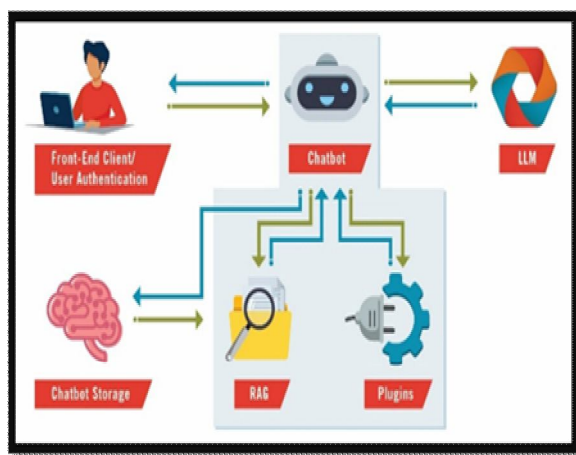 Front-End Client/
User Authentication
Chatbot
LLM
Chatbot Storage
RAG
Plugins